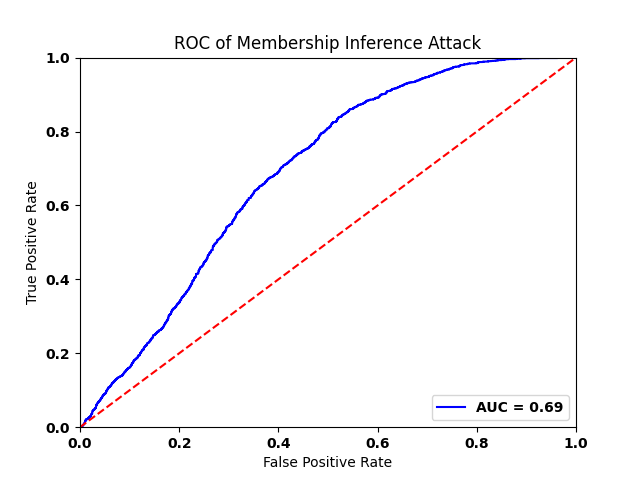 ROC of Membership Inference Attack
1.0
0.8
0.6
0.4
0.2
0.0
True Positive Rate
AUC = 0.69
0.0 0.2 0.4 0.6 0.8 1.0
False Positive Rate